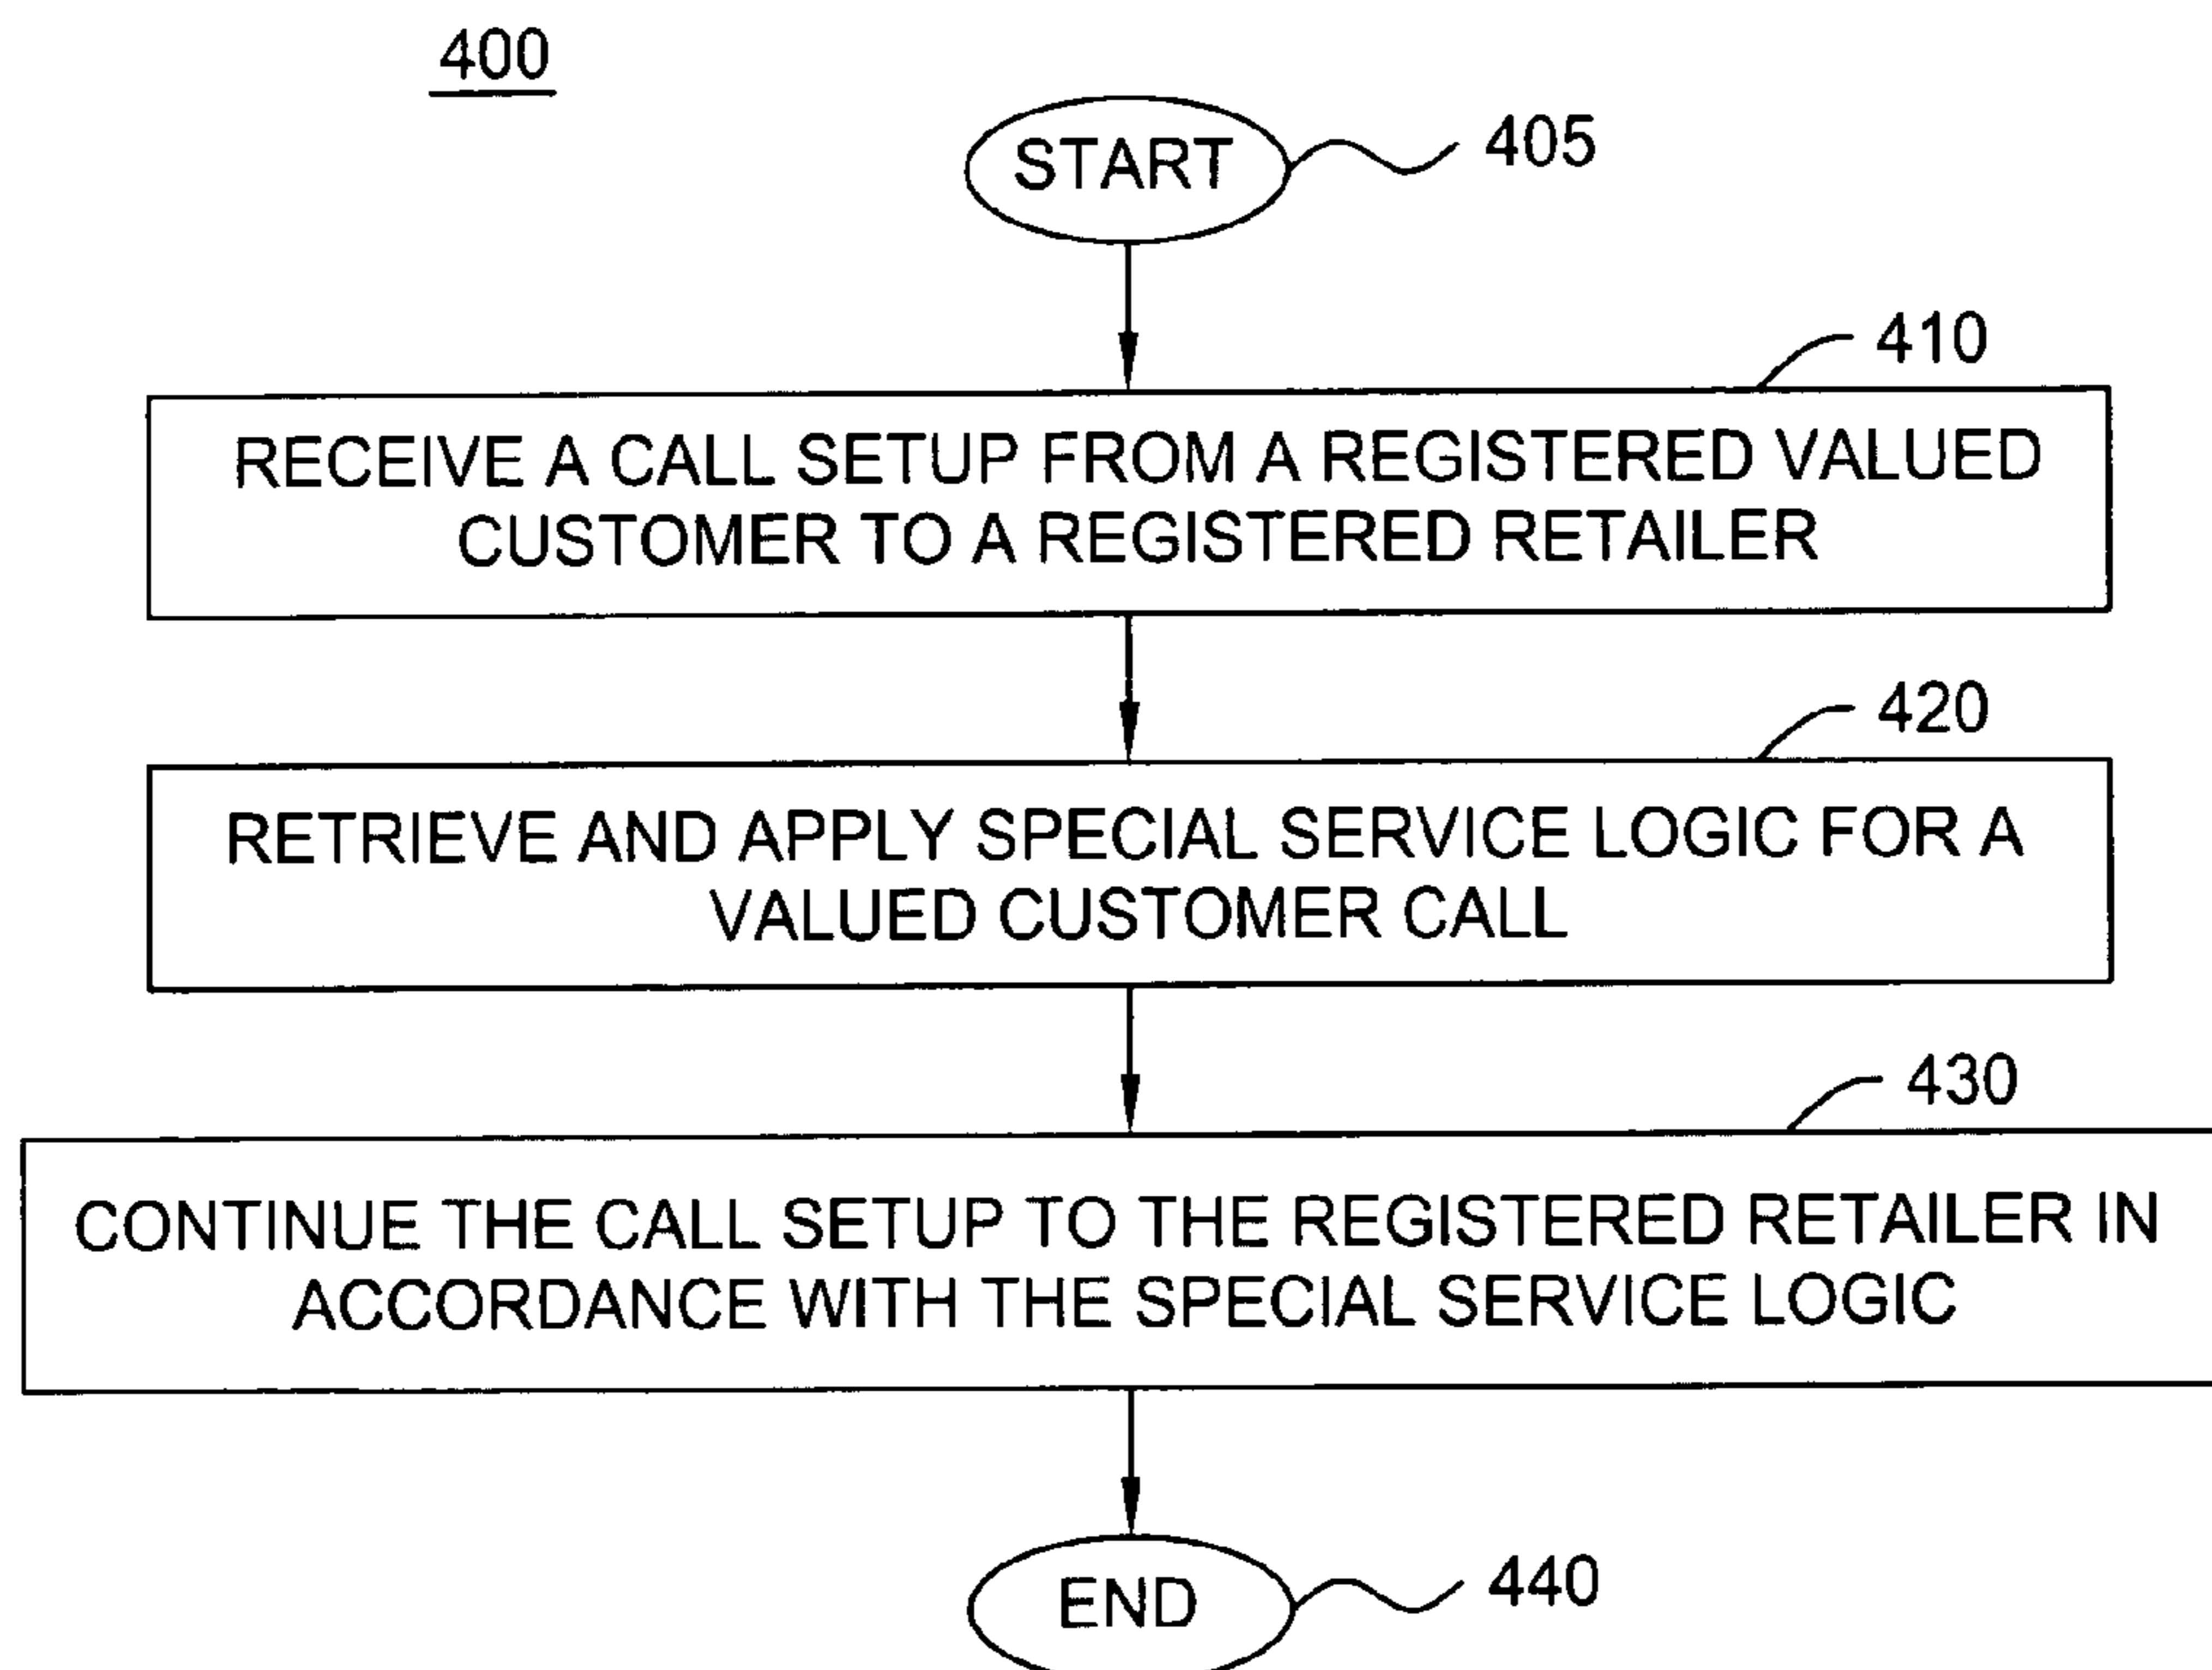 400
START
405
410
RECEIVE A CALL SETUP FROM A REGISTERED VALUED
CUSTOMER TO A REGISTERED RETAILER
420
RETRIEVE AND APPLY SPECIAL SERVICE LOGIC FOR A
VALUED CUSTOMER CALL
430
CONTINUE THE CALL SETUP TO THE REGISTERED RETAILER IN
ACCORDANCE WITH THE SPECIAL SERVICE LOGIC
END
440